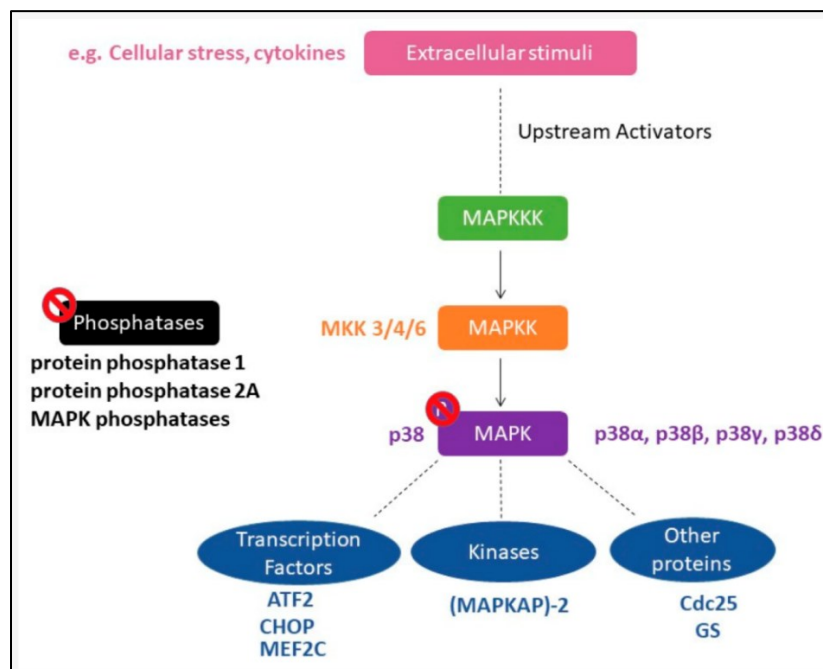 e.g. Cellular stress, cytokines
Extracellular stimuli
Upstream Activators
MAPKKK
Phosphatases
protein phosphatase 1
protein phosphatase 2A
MAPK phosphatases
MKK 3/4/6
MAPKK
p38
MAPK
p38α, p38β, p38γ, p38δ
Transcription
Factors
ATF2
CHOP
MEF2C
Kinases
(MAPKAP)-2
Other
proteins
Cdc25
GS